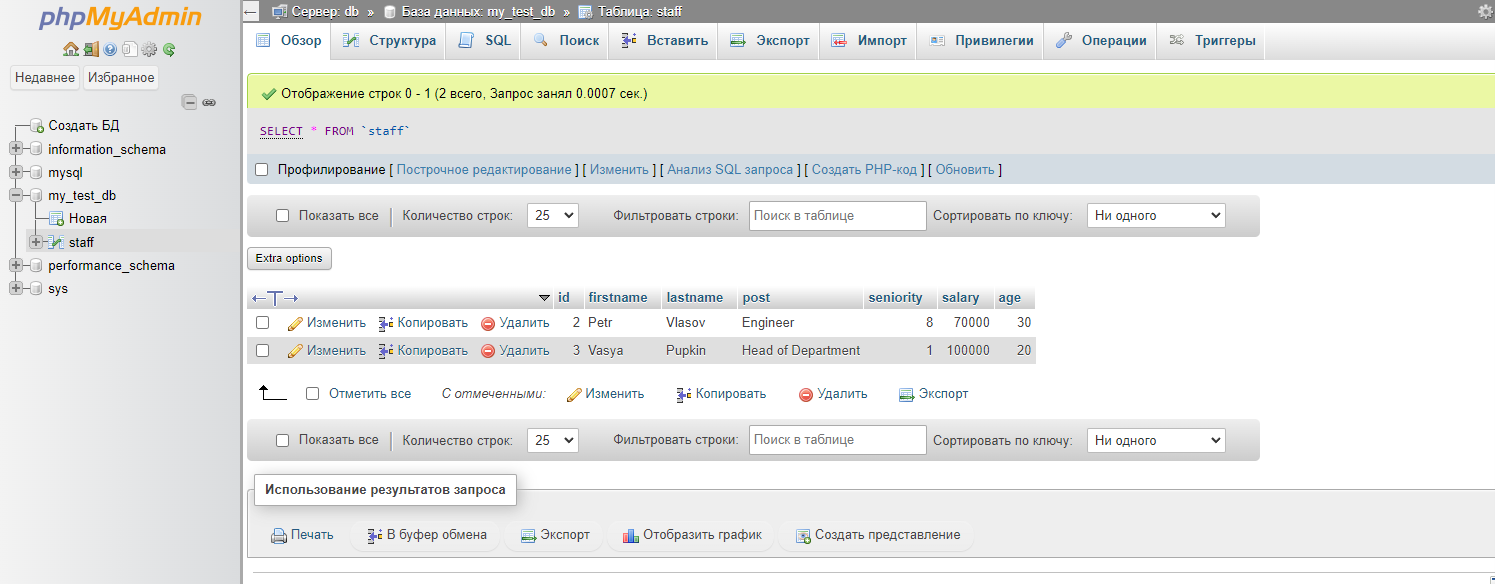 phpMyAdmin
Недавнее Избранное
Создать БД
information_schema
mysql
my_test_db
Новая
staff
performance_schema
sys
Сервер: db » База данных: my_test_db » Таблица: staff
Обзор Структура SQL Поиск Вставить Экспорт Импорт Привилегии Операции Триггеры
Отображение строк 0 - 1 (2 всего, Запрос занял 0.0007 сек.)
SELECT * FROM `staff`
Профилирование [ Построчное редактирование ] [ Изменить ] [ Анализ SQL запроса ] [ Создать PHP-код ] [ Обновить ]
Показать все Количество строк: 25 Фильтровать строки: Поиск в таблице Сортировать по ключу: Ни одного
Extra options
←T→ id firstname lastname post seniority salary age
Изменить Копировать Удалить 2 Petr Vlasov Engineer 8 70000 30
Изменить Копировать Удалить 3 Vasya Pupkin Head of Department 1 100000 20
Отметить все С отмеченными: Изменить Копировать Удалить Экспорт
Показать все Количество строк: 25 Фильтровать строки: Поиск в таблице Сортировать по ключу: Ни одного
Использование результатов запроса
Печать В буфер обмена Экспорт Отобразить график Создать представление